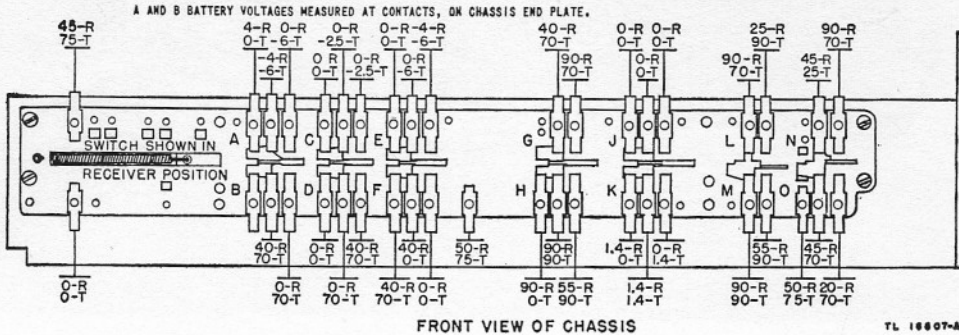 A AND B BATTERY VOLTAGES MEASURED AT CONTACTS, ON CHASSIS END PLATE.
45-R 4-R 0-R 0-R 0-R -4-R 40-R 0-R 0-R 25-R 90-R
75-T 0-T -6-T -2.5-T 0-T -6-T 70-T 0-T 0-T 90-T 70-T
-4-R 0 R 0-R 0-R 90-R 0-R 90-R 45-R
-6-T 0-T -2.5-T -6-T 70-T 0-T 70-T 25-T
A C E G J L N
SWITCH SHOWN IN
RECEIVER POSITION
B D F H K M O
40-R 0-R 40-R 40-R 50-R 90-R 1.4-R 0-R 55-R 45-R
70-T 0-T 70-T 0-T 75-T 90-T 0-T 1.4-T 90-T 70-T
0-R 0-R 0-R 40-R 0-R 90-R 55-R 1.4-R 90-R 50-R 20-R
0-T 70-T 70-T 70-T 0-T 0-T 90-T 1.4-T 90-T 75-T 70-T
FRONT VIEW OF CHASSIS
TL 16607-A